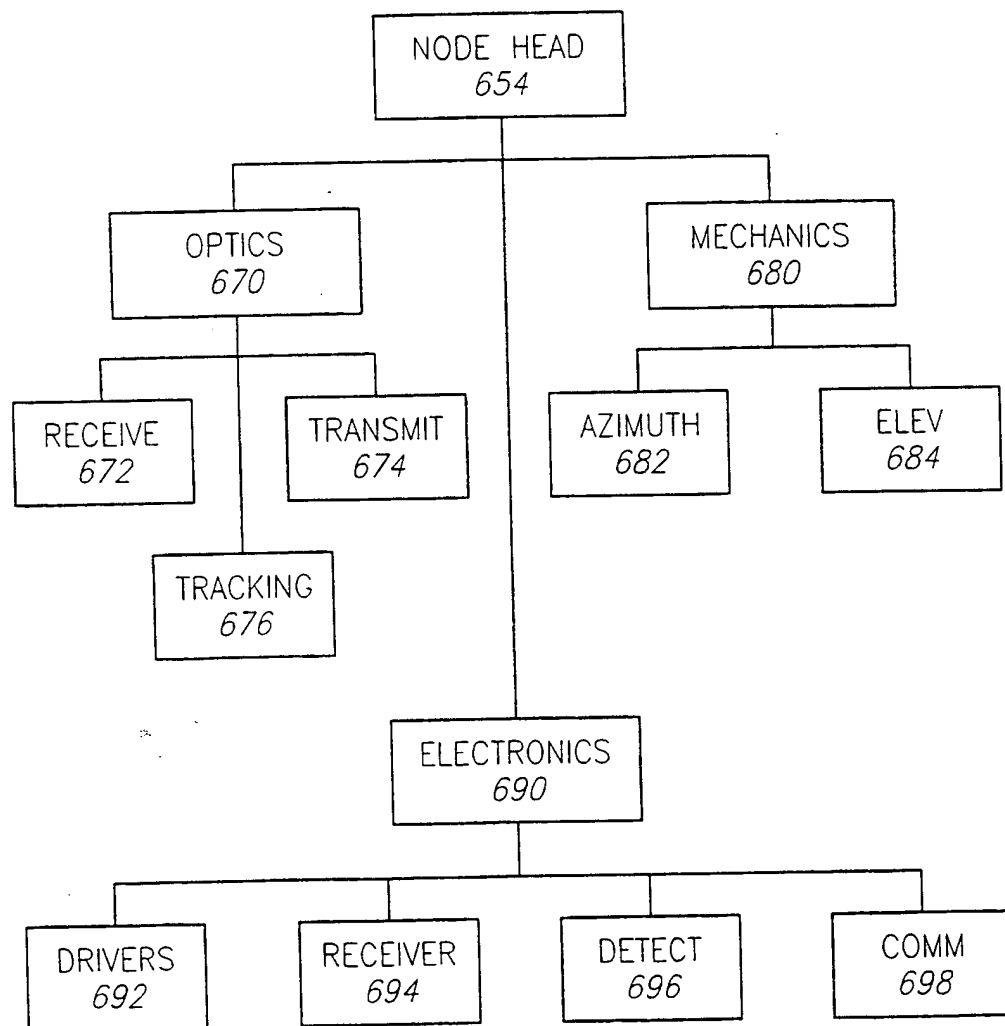 NODE HEAD
654
OPTICS
670
MECHANICS
680
RECEIVE
672
TRANSMIT
674
AZIMUTH
682
ELEV
684
TRACKING
676
ELECTRONICS
690
DRIVERS
692
RECEIVER
694
DETECT
696
COMM
698